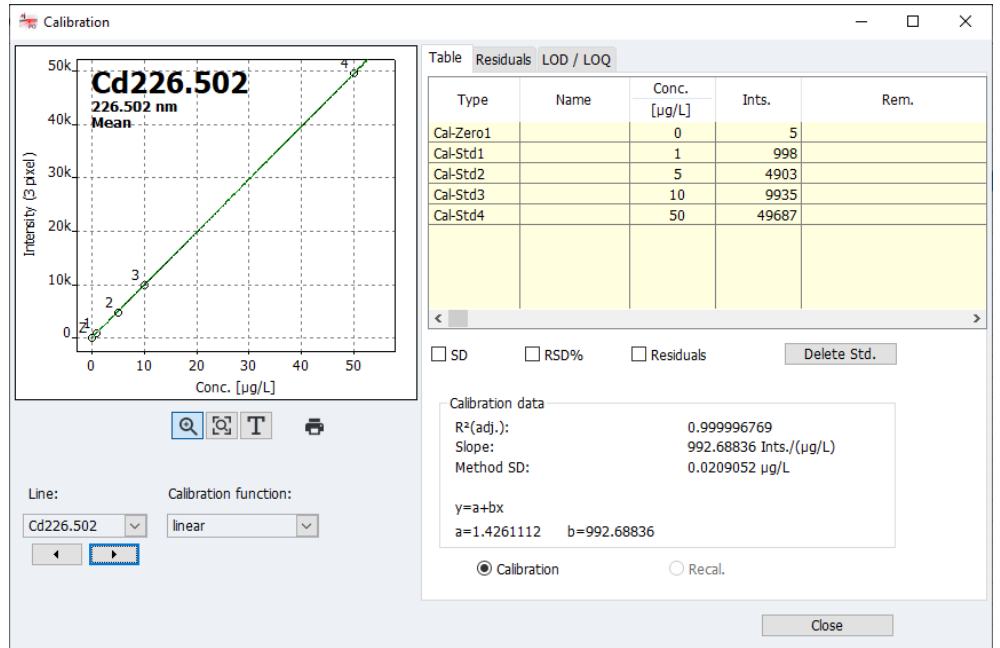 Calibration
50k
40k
30k
20k
10k
0
Intensity (3 pixel)
Cd226.502
226.502 nm
Mean
4
3
2
1
Z
0 10 20 30 40 50
Conc. [µg/L]
T
Line: Calibration function:
Cd226.502 linear
Table Residuals LOD / LOQ
Type Name Conc. [µg/L] Ints. Rem.
Cal-Zero1 0 5
Cal-Std1 1 998
Cal-Std2 5 4903
Cal-Std3 10 9935
Cal-Std4 50 49687
SD RSD% Residuals Delete Std.
Calibration data
R²(adj.): 0.999996769
Slope: 992.68836 Ints./(µg/L)
Method SD: 0.0209052 µg/L
y=a+bx
a=1.4261112 b=992.68836
Calibration Recal.
Close